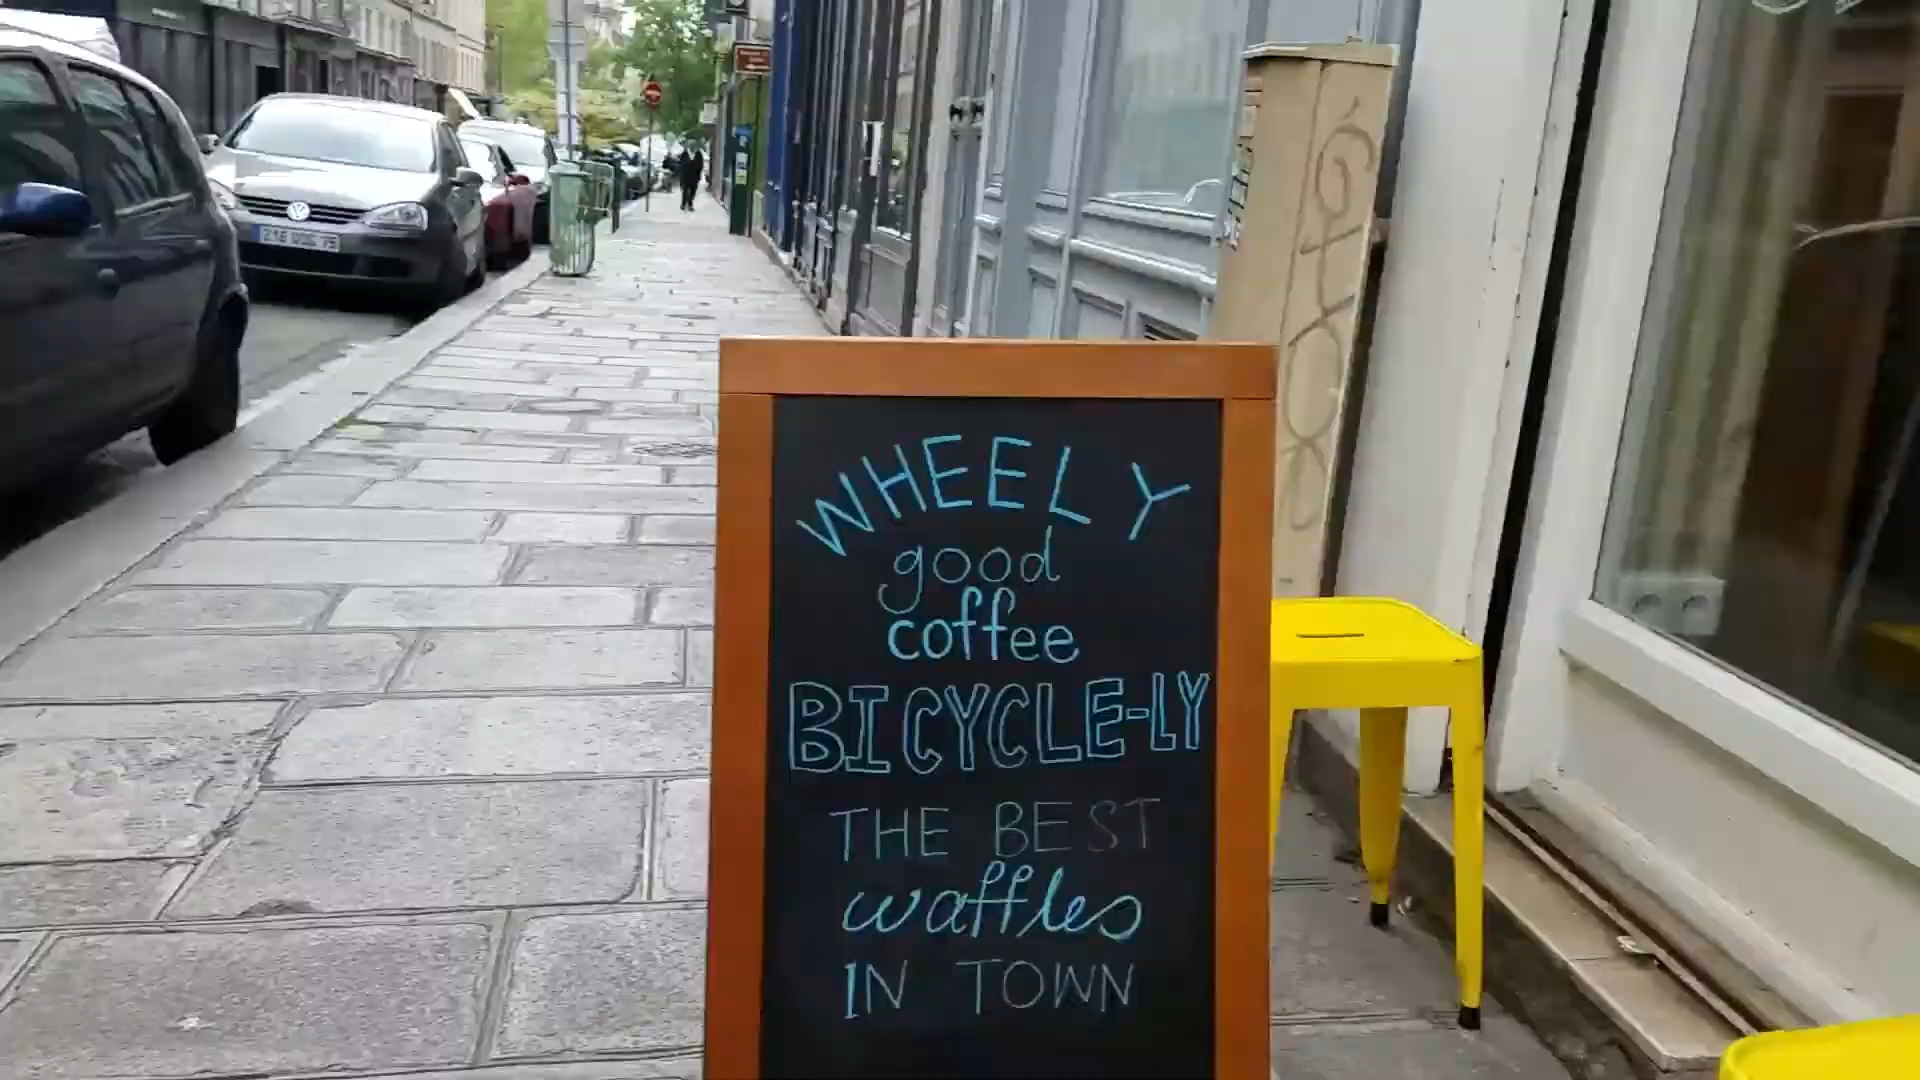 WHEELY
good
coffee
BICYCLE-LY
THE BEST
waffles
IN TOWN